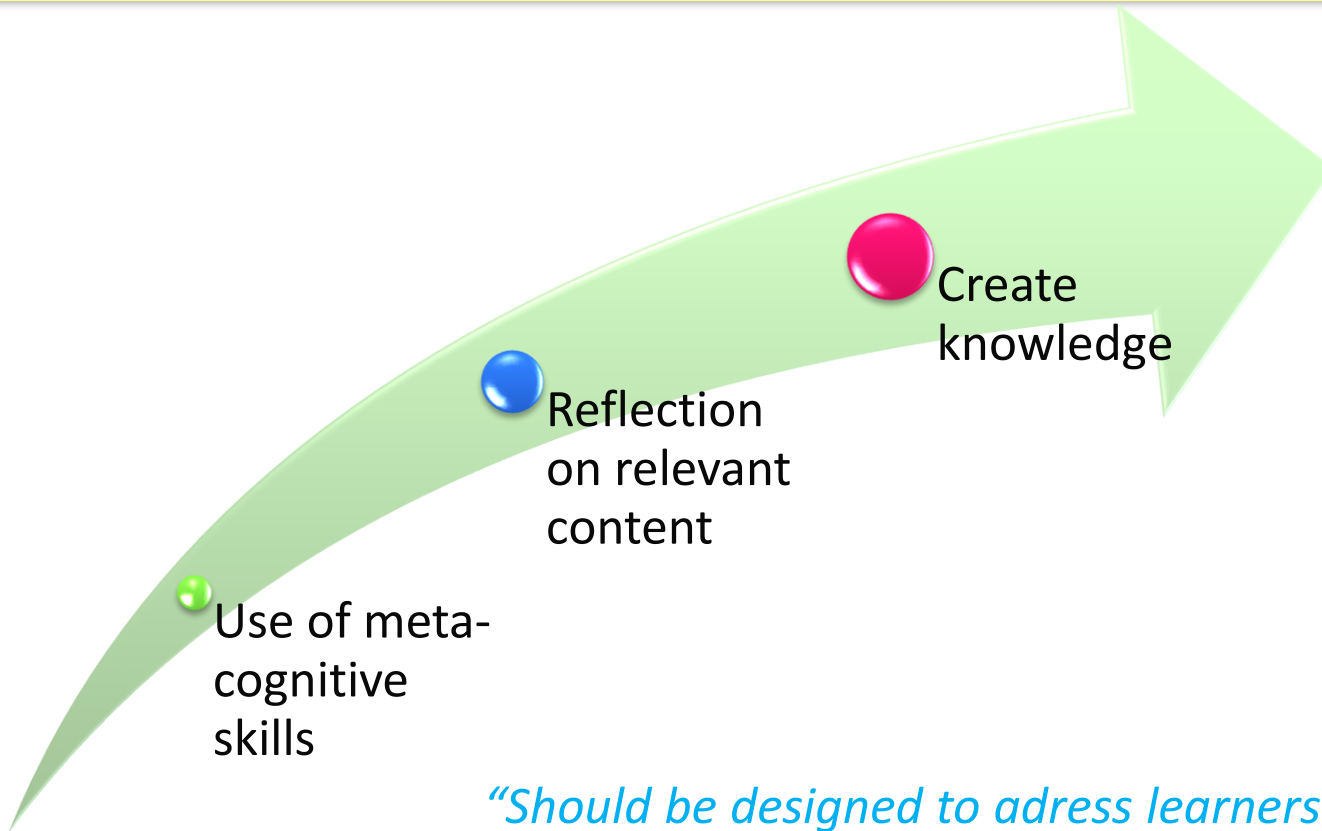 Create
knowledge
Reflection
on relevant
content
Use of meta-
cognitive
skills
“Should be designed to adress learners